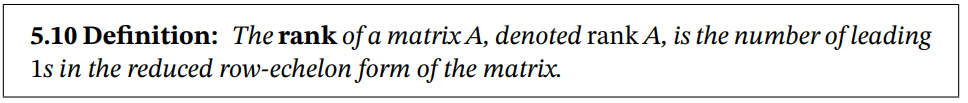 5.10 Definition: The rank of a matrix A, denoted rank A, is the number of leading
1s in the reduced row-echelon form of the matrix.